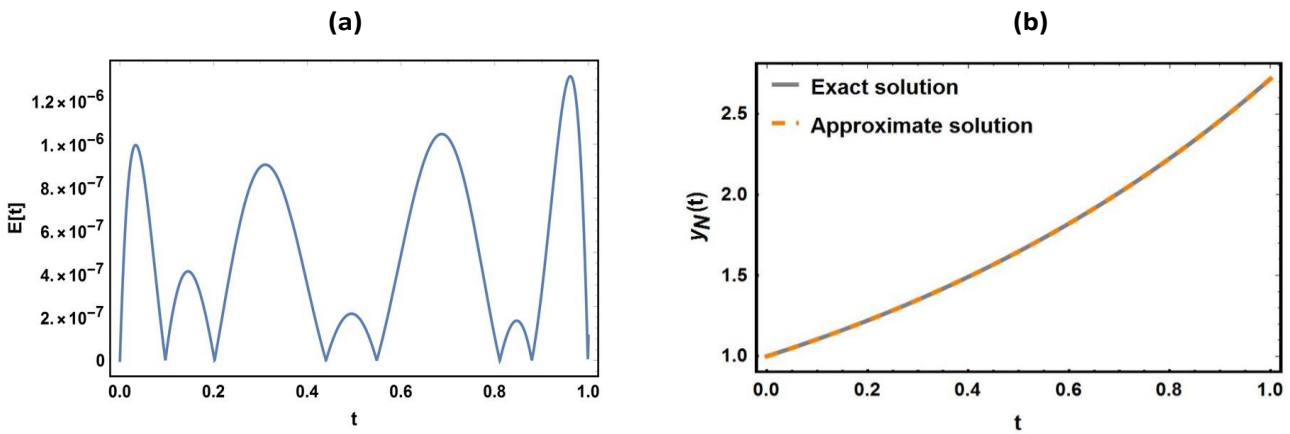 (a)
E[t]
1.2×10⁻⁶
1.×10⁻⁶
8.×10⁻⁷
6.×10⁻⁷
4.×10⁻⁷
2.×10⁻⁷
0
0.0 0.2 0.4 0.6 0.8 1.0
t
(b)
Exact solution
Approximate solution
yN(t)
2.5
2.0
1.5
1.0
0.0 0.2 0.4 0.6 0.8 1.0
t